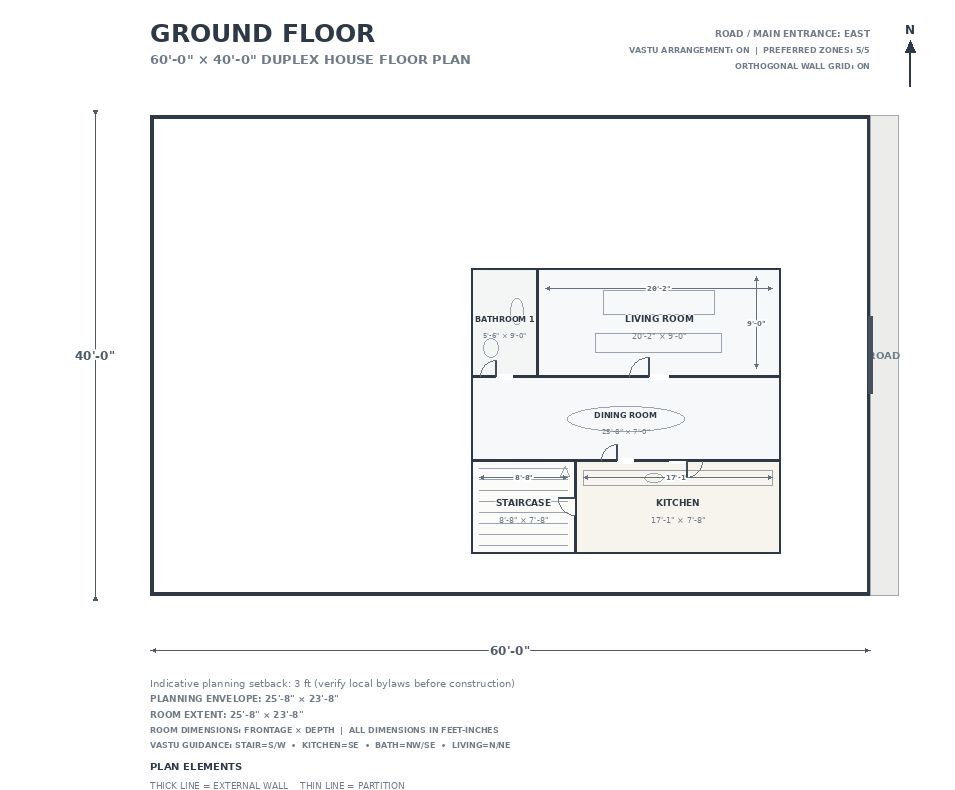 GROUND FLOOR
60'-0" × 40'-0" DUPLEX HOUSE FLOOR PLAN
ROAD / MAIN ENTRANCE: EAST
VASTU ARRANGEMENT: ON | PREFERRED ZONES: 5/5
ORTHOGONAL WALL GRID: ON
N
20'-2"
BATHROOM 1
5'-6" × 9'-0"
LIVING ROOM
20'-2" × 9'-0"
9'-0"
40'-0"
ROAD
DINING ROOM
25'-8" × 7'-0"
8'-8"
17'-1"
STAIRCASE
8'-8" × 7'-8"
KITCHEN
17'-1" × 7'-8"
60'-0"
Indicative planning setback: 3 ft (verify local bylaws before construction)
PLANNING ENVELOPE: 25'-8" × 23'-8"
ROOM EXTENT: 25'-8" × 23'-8"
ROOM DIMENSIONS: FRONTAGE × DEPTH | ALL DIMENSIONS IN FEET-INCHES
VASTU GUIDANCE: STAIR=S/W • KITCHEN=SE • BATH=NW/SE • LIVING=N/NE
PLAN ELEMENTS
THICK LINE = EXTERNAL WALL THIN LINE = PARTITION